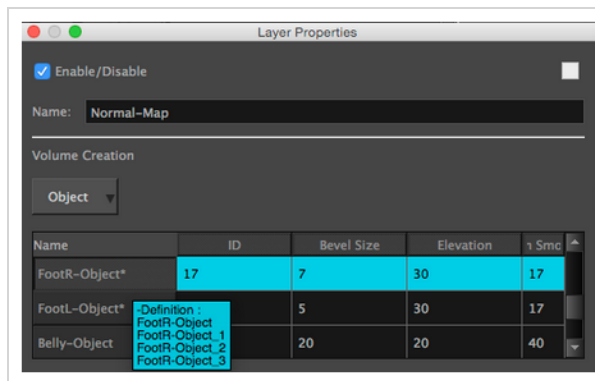 Layer Properties
Enable/Disable
Name: Normal-Map
Volume Creation
Object
Name ID Bevel Size Elevation n Smo
FootR-Object* 17 7 30 17
FootL-Object* 5 30 17
-Definition :
FootR-Object
FootR-Object_1
FootR-Object_2
FootR-Object_3
Belly-Object 20 20 40